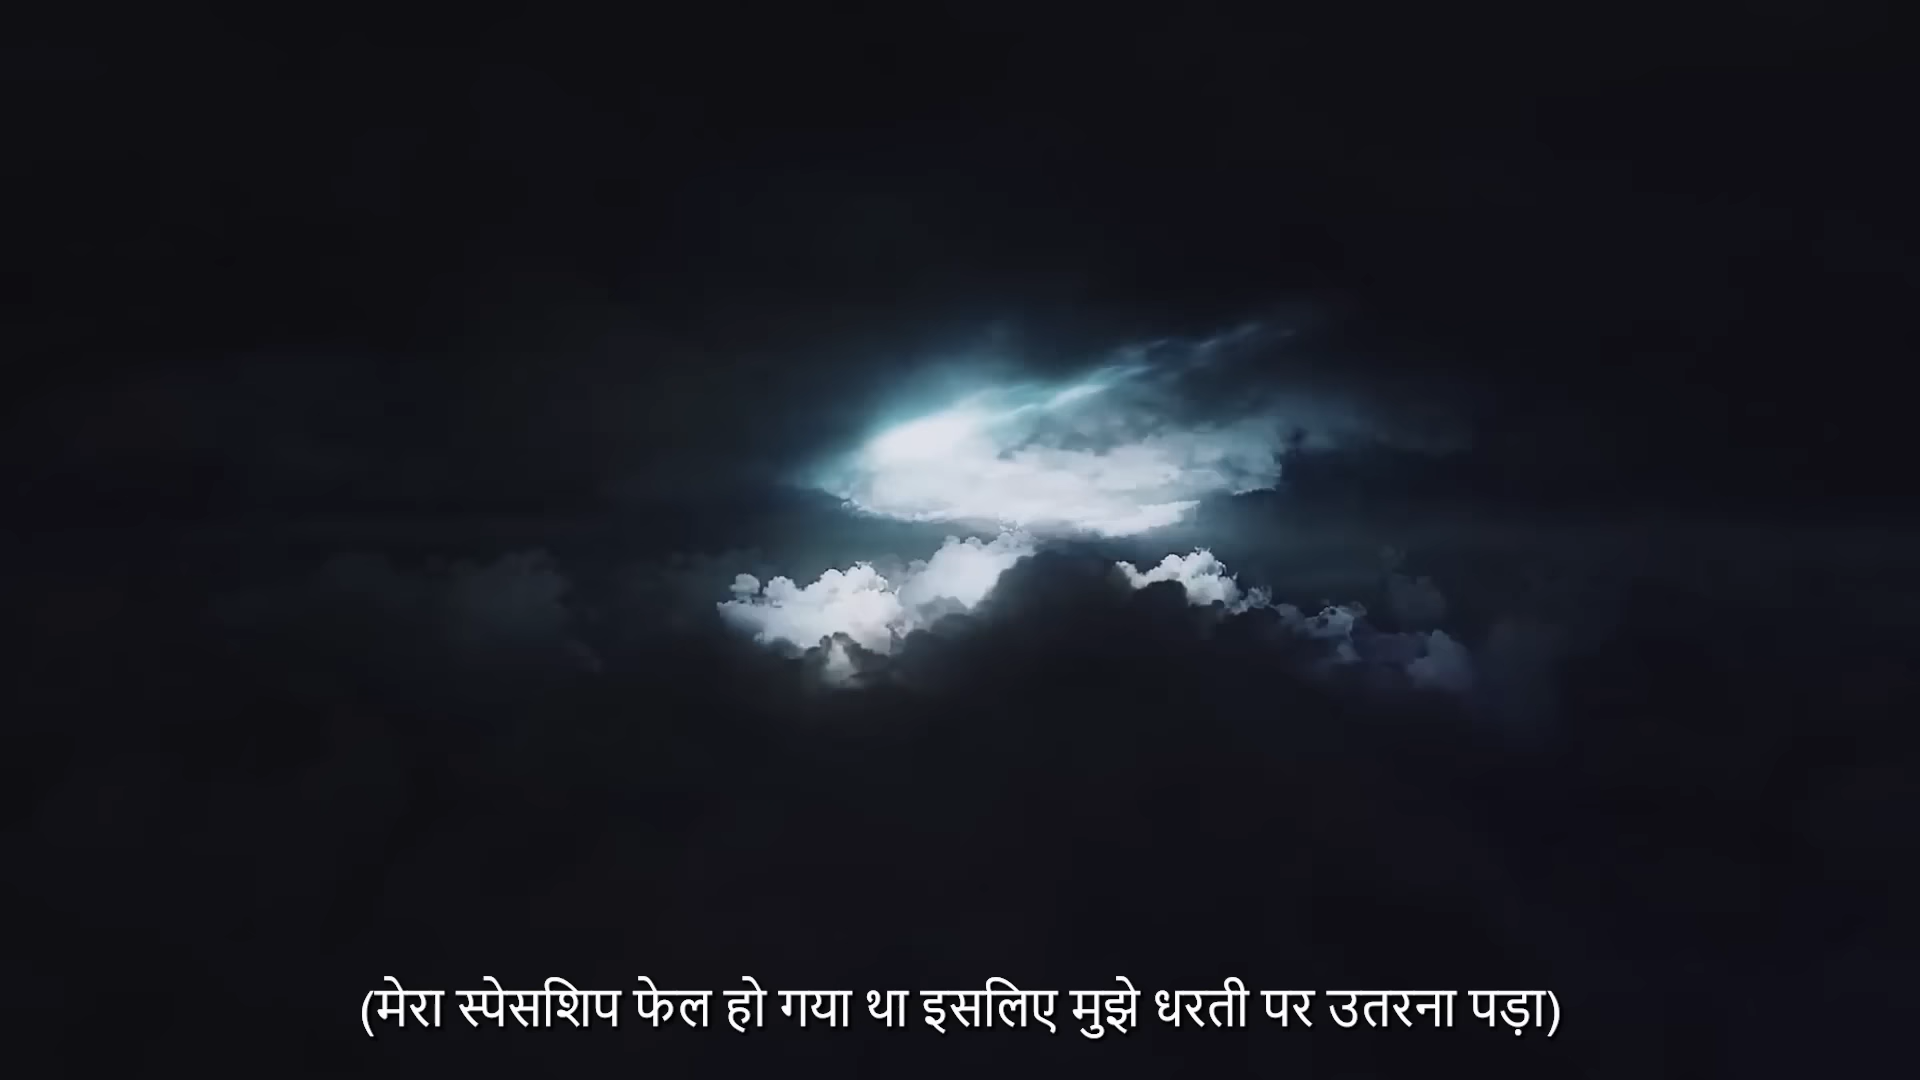 (मेरा स्पेसशिप फेल हो गया था इसलिए मुझे धरती पर उतरना पड़ा)